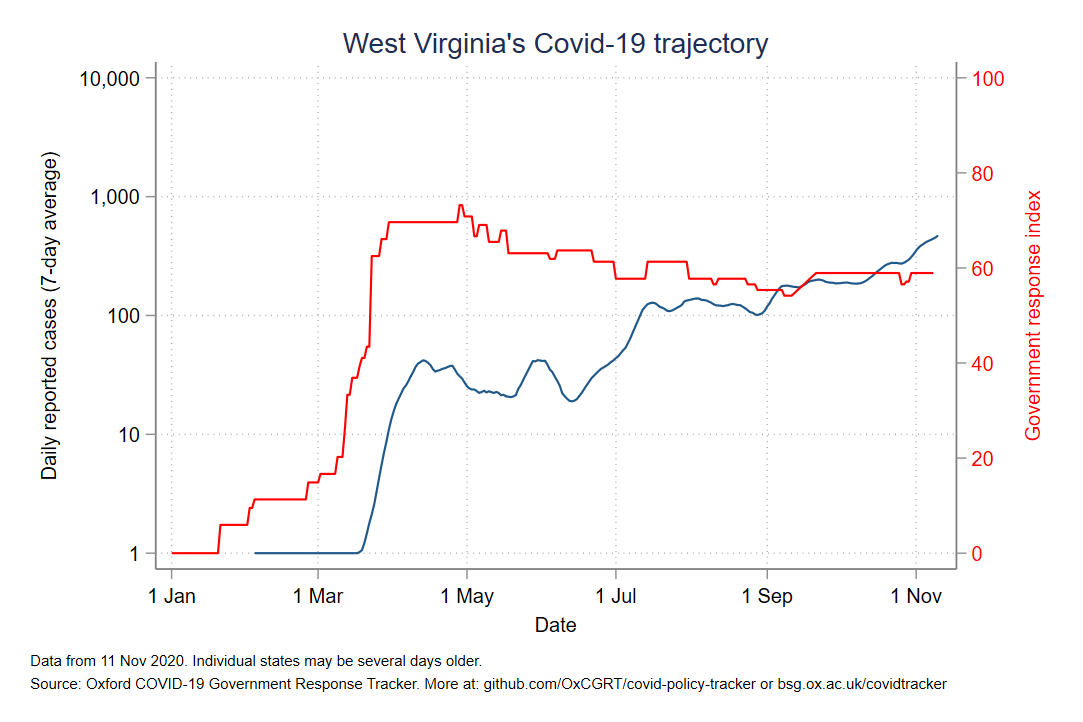 West Virginia's Covid-19 trajectory
10,000
1,000
100
10
1
Daily reported cases (7-day average)
100
80
60
40
20
0
Government response index
1 Jan
1 Mar
1 May
1 Jul
1 Sep
1 Nov
Date
Data from 11 Nov 2020. Individual states may be several days older.
Source: Oxford COVID-19 Government Response Tracker. More at: github.com/OxCGRT/covid-policy-tracker or bsg.ox.ac.uk/covidtracker